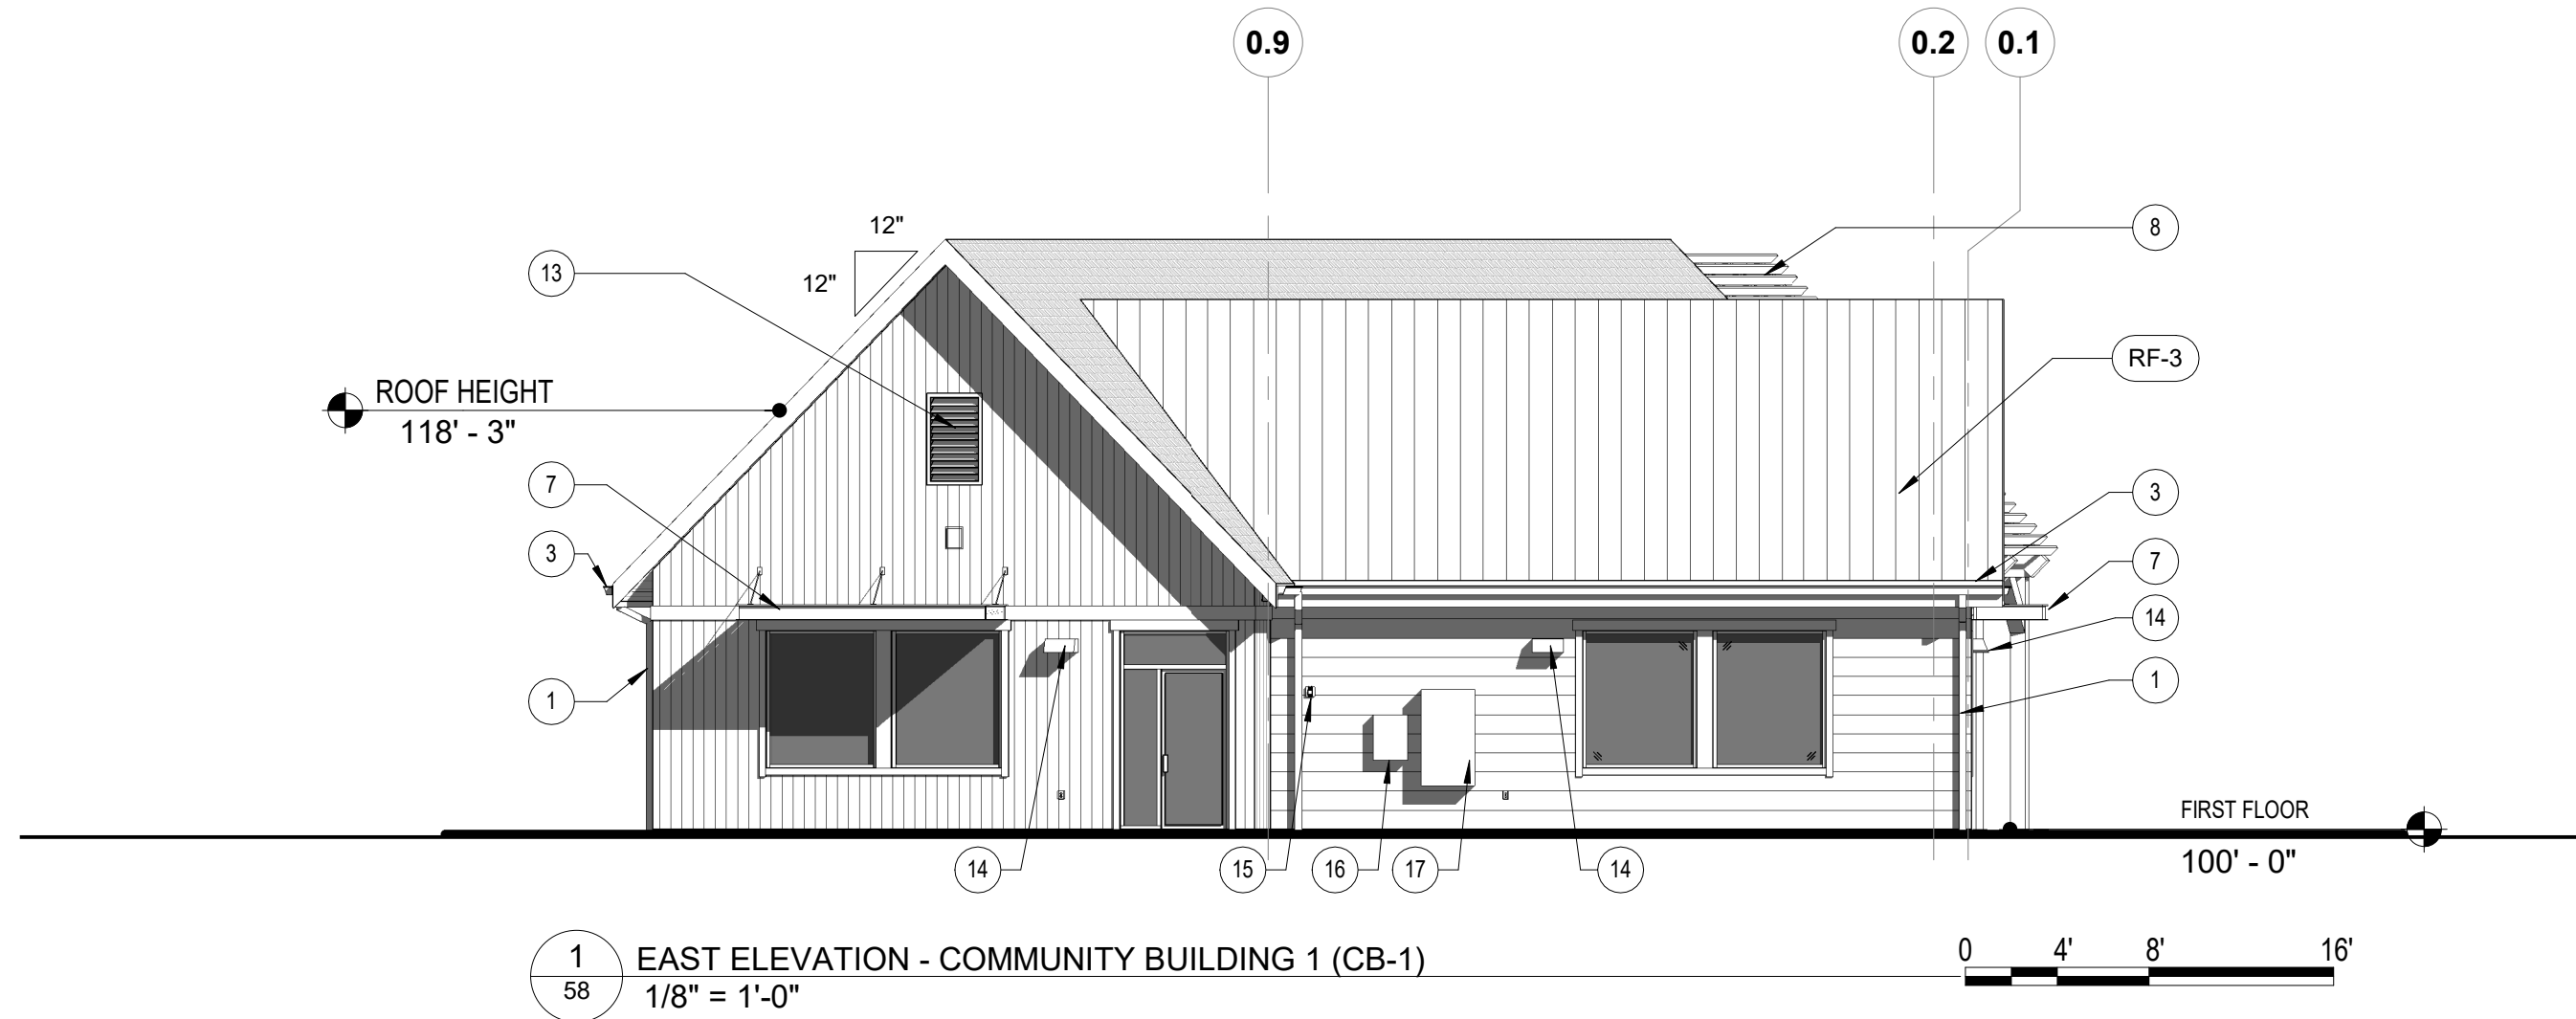 0.9
0.2
0.1
12"
12"
8
13
RF-3
ROOF HEIGHT
118' - 3"
7
3
3
7
14
1
1
FIRST FLOOR
100' - 0"
14
15
16
17
14
1
58
EAST ELEVATION - COMMUNITY BUILDING 1 (CB-1)
1/8" = 1'-0"
0 4' 8' 16'